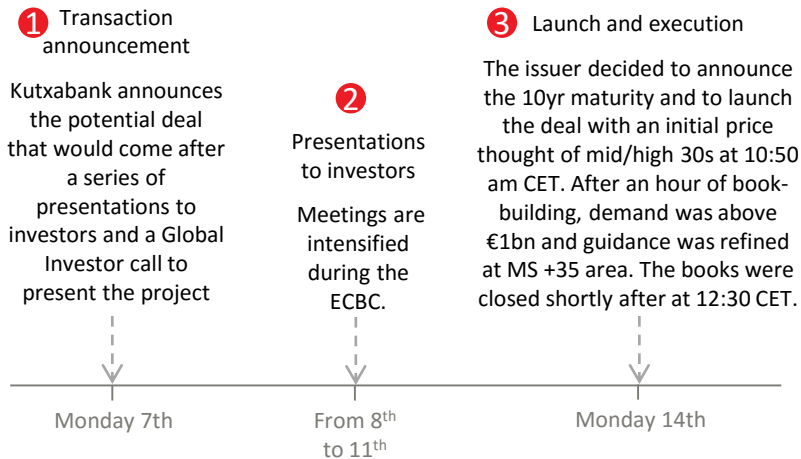 1 Transaction
announcement
Kutxabank announces
the potential deal
that would come after
a series of
presentations to
investors and a Global
Investor call to
present the project
2
Presentations
to investors
Meetings are
intensified
during the
ECBC.
3 Launch and execution
The issuer decided to announce
the 10yr maturity and to launch
the deal with an initial price
thought of mid/high 30s at 10:50
am CET. After an hour of book-
building, demand was above
€1bn and guidance was refined
at MS +35 area. The books were
closed shortly after at 12:30 CET.
Monday 7th
From 8th
to 11th
Monday 14th